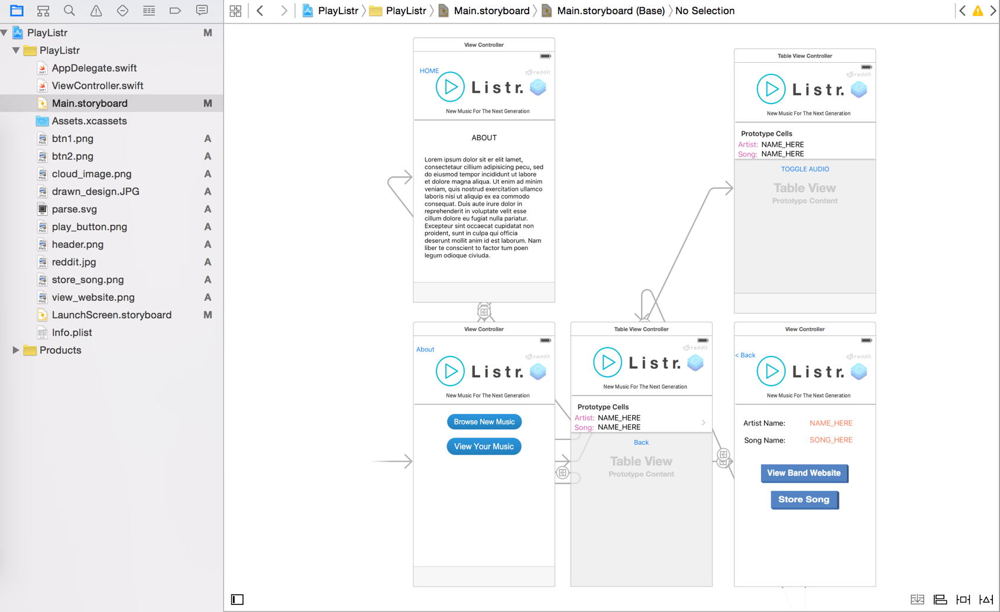 PlayListr
PlayListr
Main.storyboard
Main.storyboard (Base)
No Selection
PlayListr M
PlayListr
AppDelegate.swift
ViewController.swift
Main.storyboard M
Assets.xcassets
btn1.png A
btn2.png A
cloud_image.png A
drawn_design.JPG A
parse.svg A
play_button.png A
header.png A
reddit.jpg A
store_song.png A
view_website.png A
LaunchScreen.storyboard M
Info.plist
Products
View Controller
HOME
reddit
Listr.
New Music For The Next Generation
ABOUT
Lorem ipsum dolor sit er elit lamet,
consectetaur cillium adipisicing pecu, sed
do eiusmod tempor incididunt ut labore
et dolore magna aliqua. Ut enim ad minim
veniam, quis nostrud exercitation ullamco
laboris nisi ut aliquip ex ea commodo
consequat. Duis aute irure dolor in
reprehenderit in voluptate velit esse
cillum dolore eu fugiat nulla pariatur.
Excepteur sint occaecat cupidatat non
proident, sunt in culpa qui officia
deserunt mollit anim id est laborum. Nam
liber te conscient to factor tum poen
legum odioque civiuda.
Table View Controller
reddit
Listr.
New Music For The Next Generation
Prototype Cells
Artist: NAME_HERE
Song: NAME_HERE
TOGGLE AUDIO
Table View
Prototype Content
View Controller
About
reddit
Listr.
New Music For The Next Generation
Browse New Music
View Your Music
Table View Controller
reddit
Listr.
New Music For The Next Generation
Prototype Cells
Artist: NAME_HERE
Song: NAME_HERE
Back
Table View
Prototype Content
View Controller
< Back
reddit
Listr.
New Music For The Next Generation
Artist Name: NAME_HERE
Song Name: SONG_HERE
View Band Website
Store Song